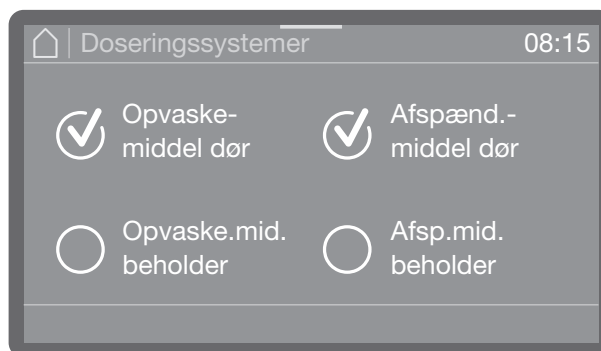 Doseringssystemer 08:15
Opvaske-
middel dør
Afspænd.-
middel dør
Opvaske.mid.
beholder
Afsp.mid.
beholder